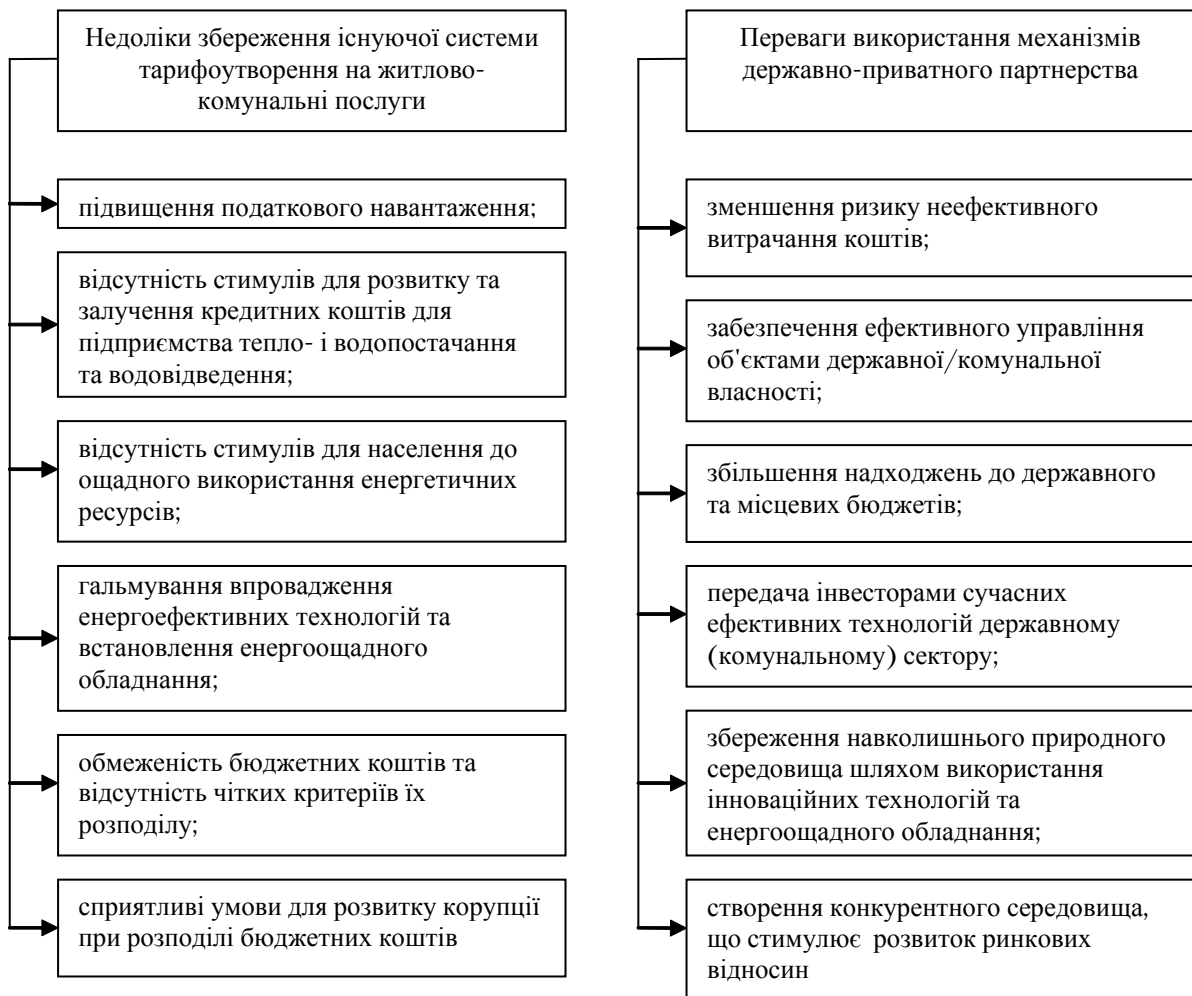 Недоліки збереження існуючої системи
тарифоутворення на житлово-
комунальні послуги
підвищення податкового навантаження;
відсутність стимулів для розвитку та
залучення кредитних коштів для
підприємства тепло- і водопостачання
та водовідведення;
відсутність стимулів для населення до
ощадного використання енергетичних
ресурсів;
гальмування впровадження
енергоефективних технологій та
встановлення енергоощадного
обладнання;
обмеженість бюджетних коштів та
відсутність чітких критеріїв їх
розподілу;
сприятливі умови для розвитку корупції
при розподілі бюджетних коштів
Переваги використання механізмів
державно-приватного партнерства
зменшення ризику неефективного
витрачання коштів;
забезпечення ефективного управління
об'єктами державної/комунальної
власності;
збільшення надходжень до державного
та місцевих бюджетів;
передача інвесторами сучасних
ефективних технологій державному
(комунальному) сектору;
збереження навколишнього природного
середовища шляхом використання
інноваційних технологій та
енергоощадного обладнання;
створення конкурентного середовища,
що стимулює розвиток ринкових
відносин